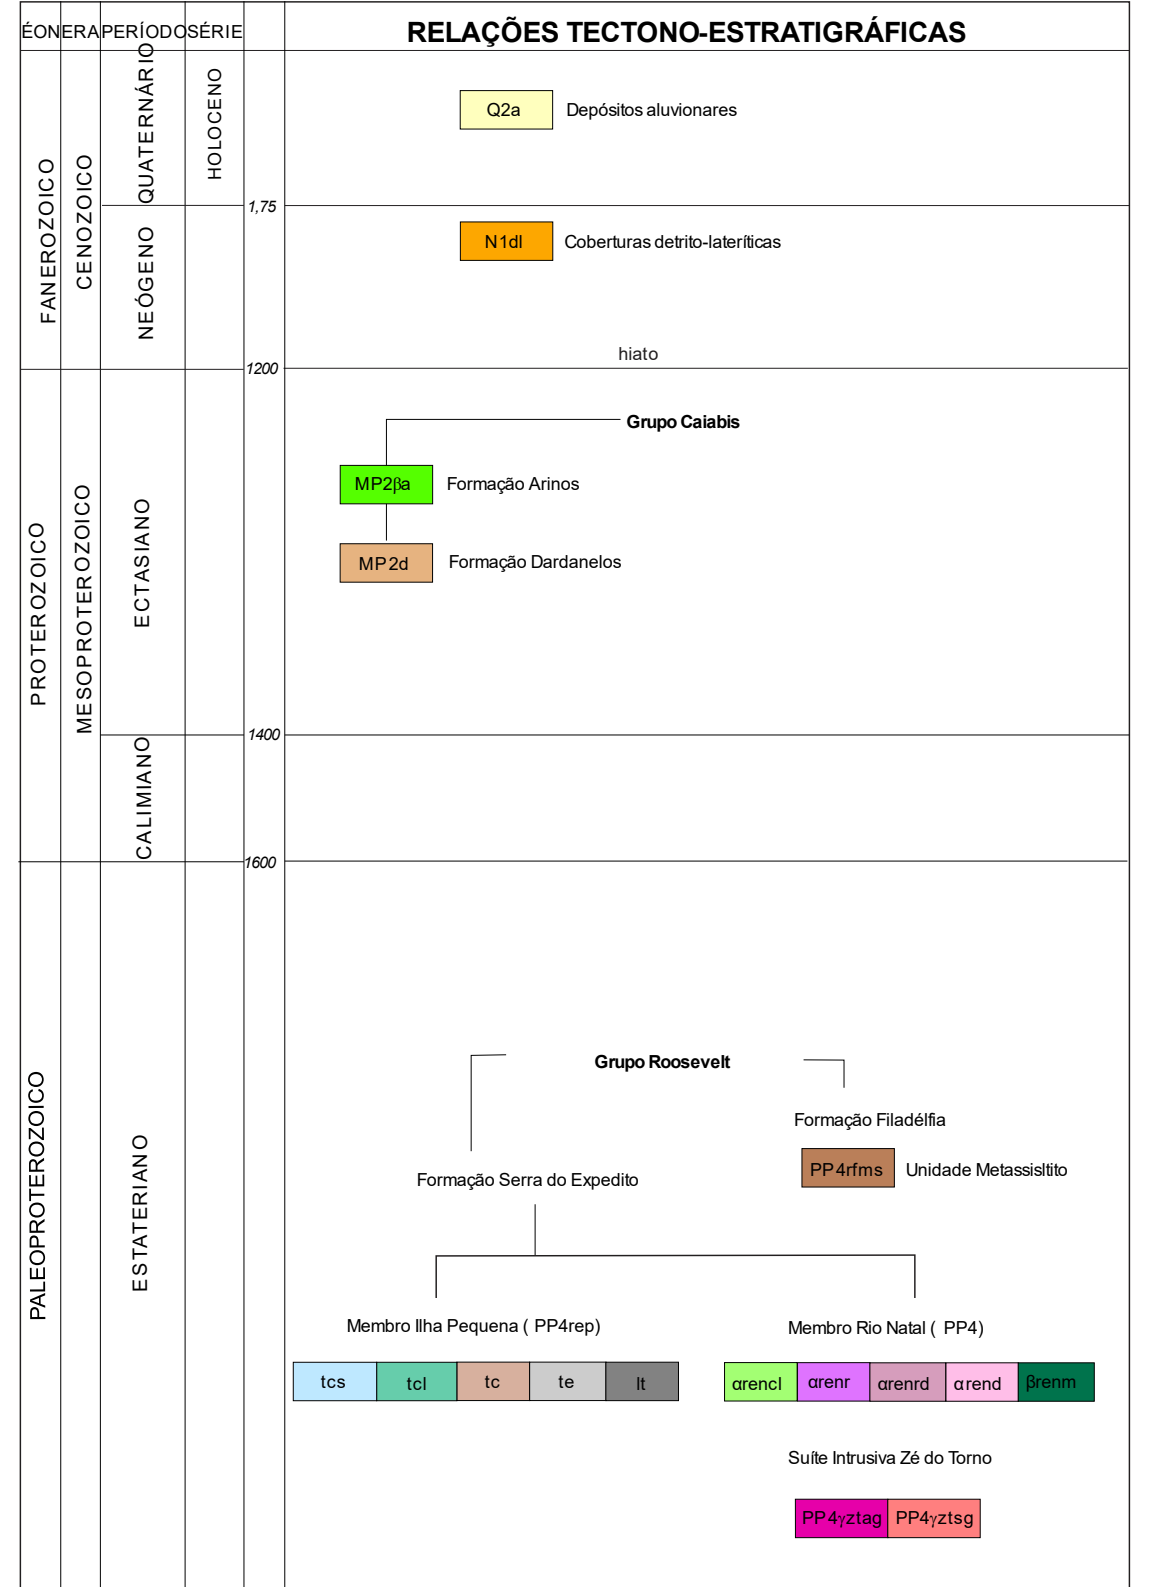 ÉON ERA PERÍODO SÉRIE RELAÇÕES TECTONO-ESTRATIGRÁFICAS
FANEROZOICO
CENOZOICO
QUATERNÁRIO
HOLOCENO
Q2a Depósitos aluvionares
1,75
NEÓGENO
N1dl Coberturas detrito-lateríticas
hiato
1200
PROTEROZOICO
MESOPROTEROZOICO
ECTASIANO
Grupo Caiabis
MP2βa Formação Arinos
MP2d Formação Dardanelos
1400
CALIMIANO
1600
PALEOPROTEROZOICO
ESTATERIANO
Grupo Roosevelt
Formação Filadélfia
PP4rfms Unidade Metassisltito
Formação Serra do Expedito
Membro Ilha Pequena ( PP4rep)
Membro Rio Natal ( PP4)
tcs tcl tc te lt
αrencl αrenr αrenrd αrend βrenm
Suíte Intrusiva Zé do Torno
PP4γztag PP4γztsg